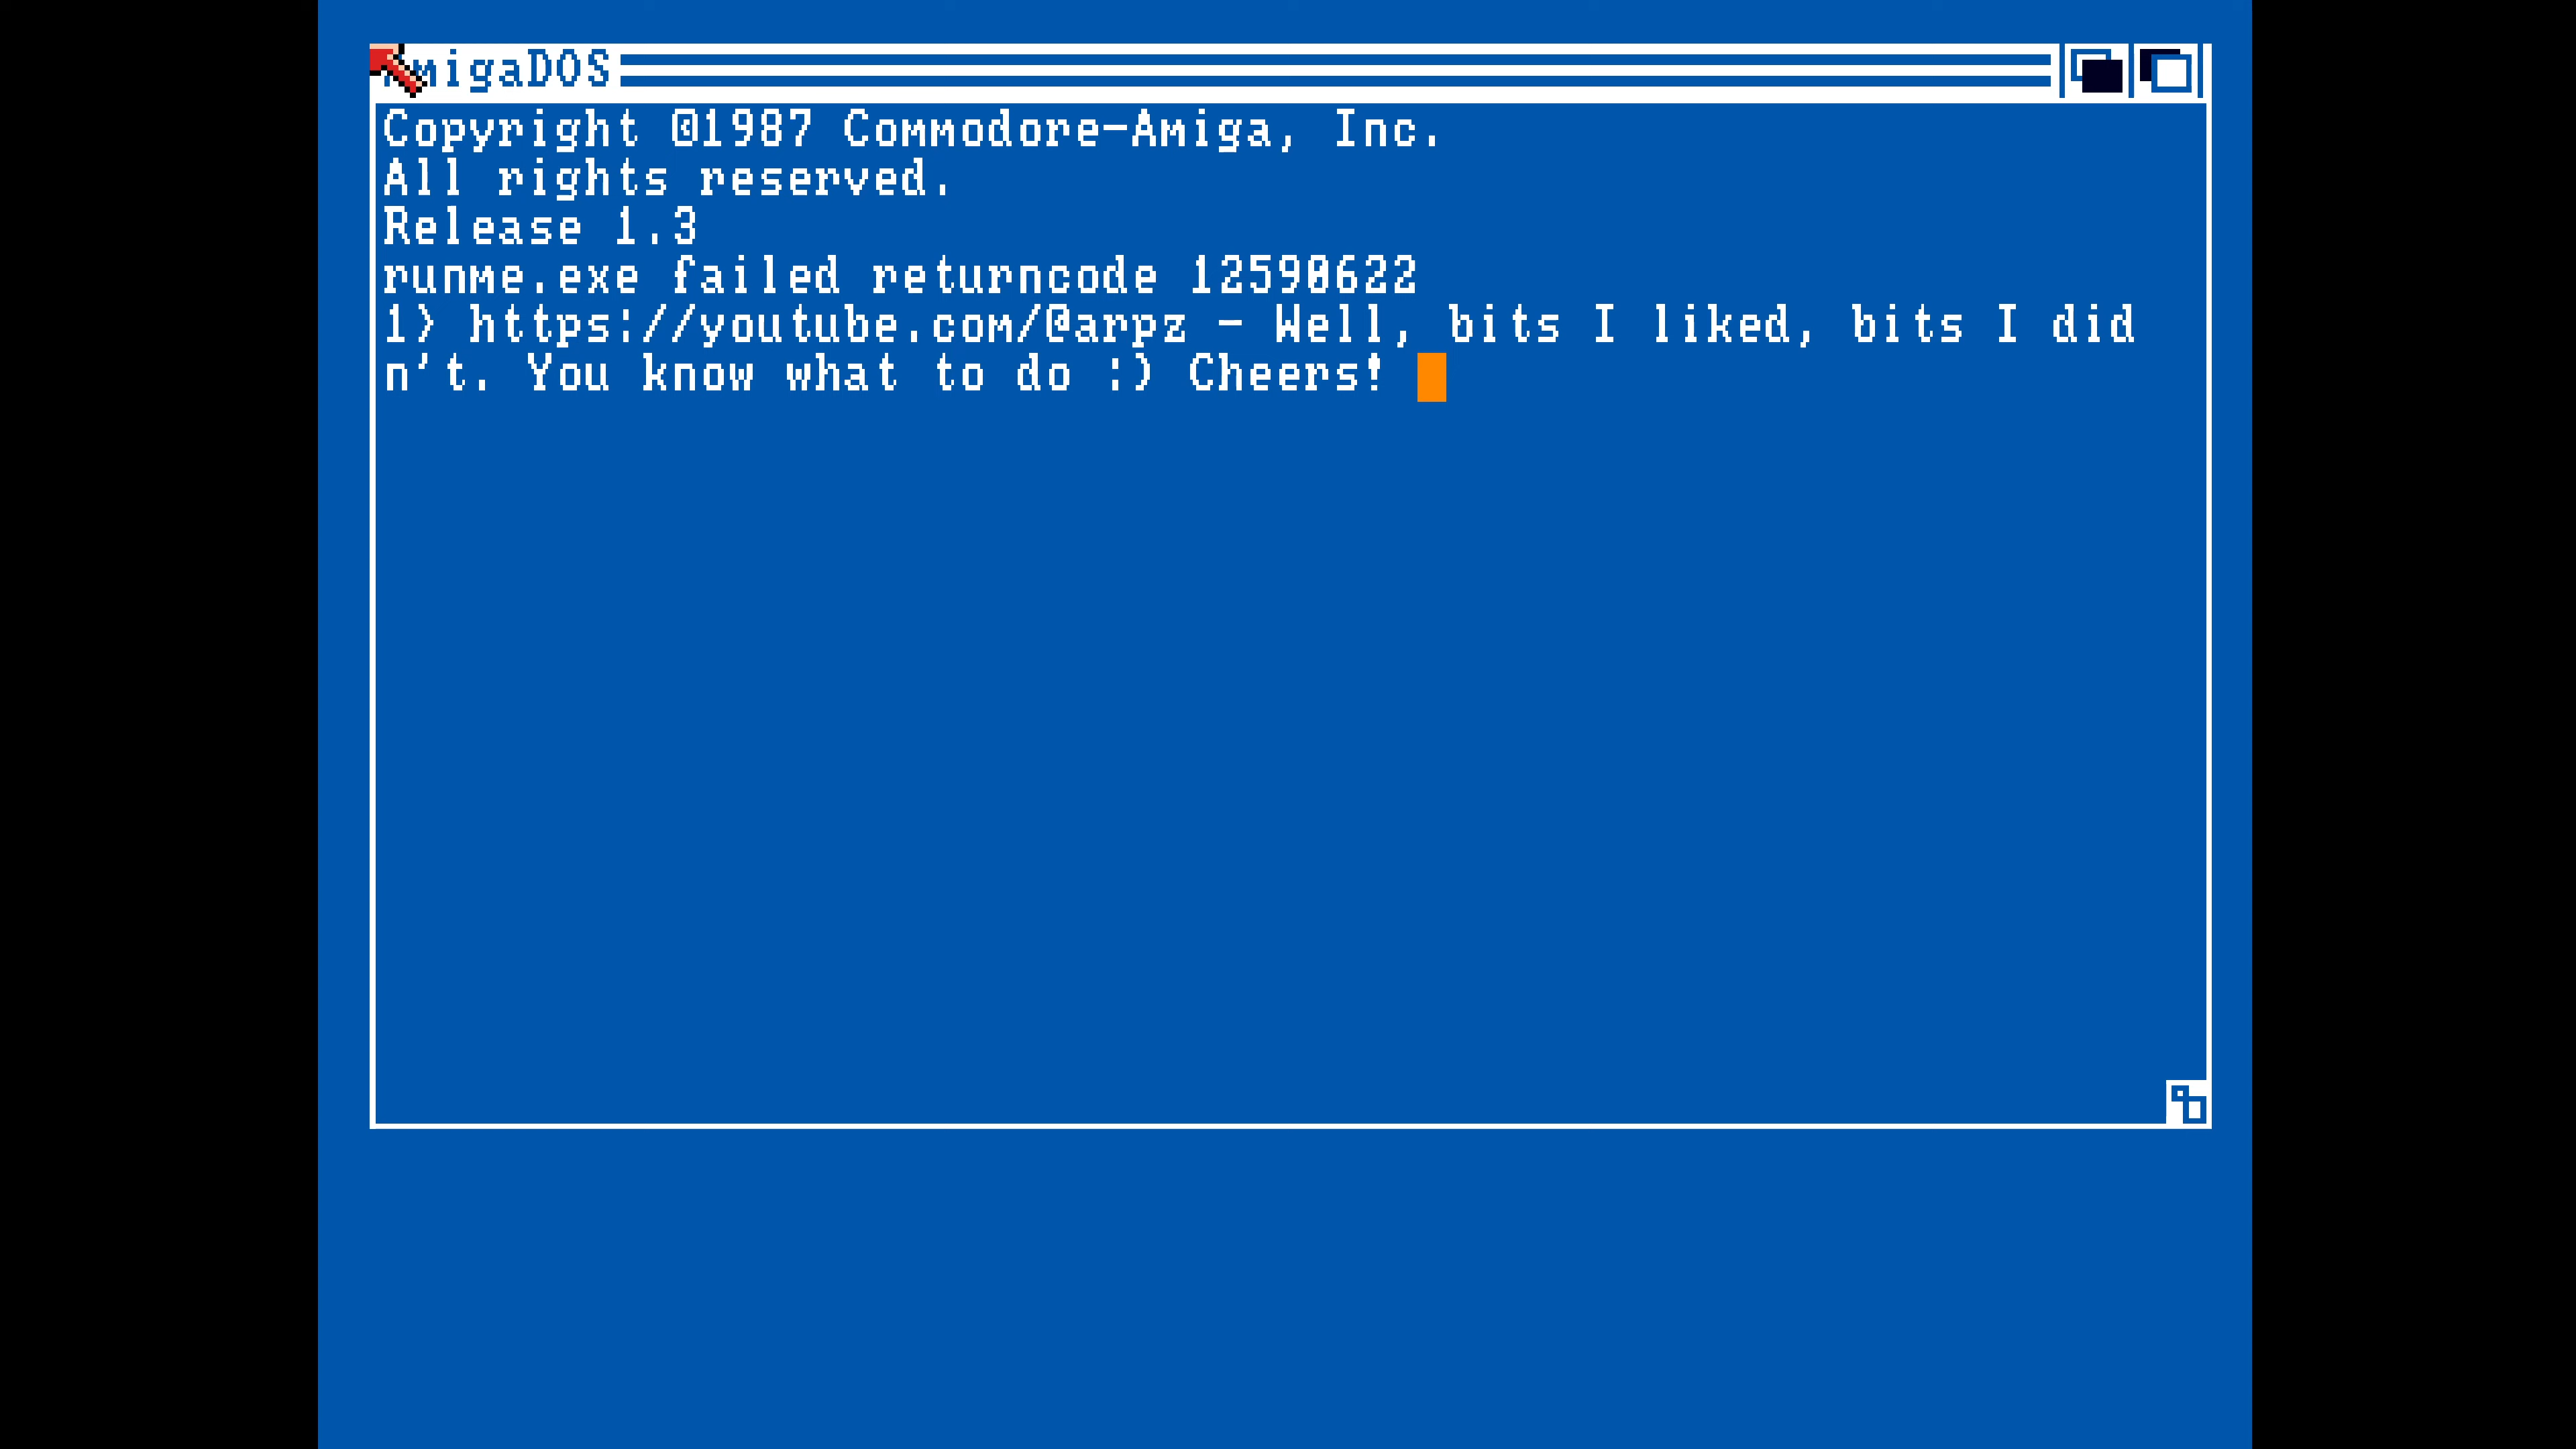 AmigaDOS
Copyright @1987 Commodore-Amiga, Inc.
All rights reserved.
Release 1.3
runme.exe failed returncode 12590622
1> https://youtube.com/@arpz - Well, bits I liked, bits I did
n't. You know what to do :) Cheers!